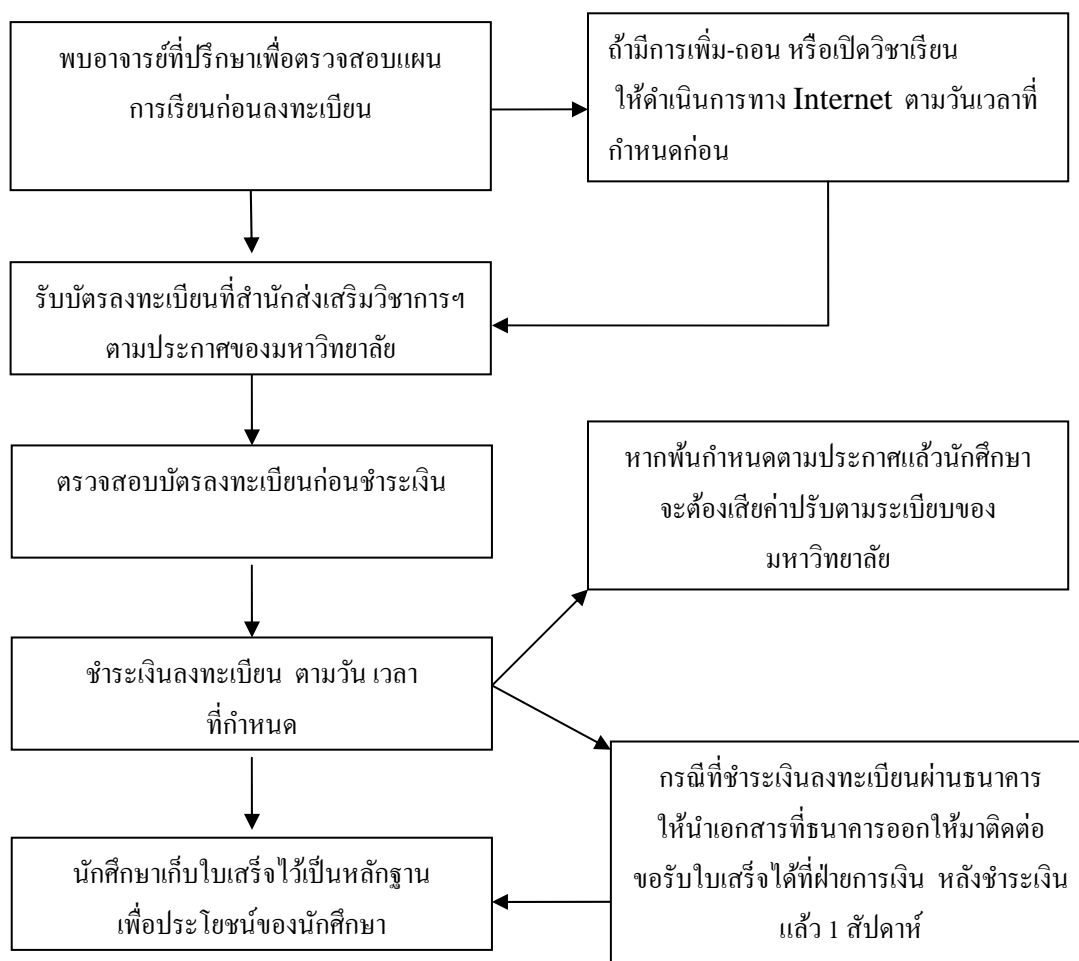 พบอาจารย์ที่ปรึกษาเพื่อตรวจสอบแผน
การเรียนก่อนลงทะเบียน
ถ้ามีการเพิ่ม-ถอน หรือเปิดวิชาเรียน
ให้ดำเนินการทาง Internet ตามวันเวลาที่
กำหนดก่อน
รับบัตรลงทะเบียนที่สำนักส่งเสริมวิชาการฯ
ตามประกาศของมหาวิทยาลัย
ตรวจสอบบัตรลงทะเบียนก่อนชำระเงิน
หากพ้นกำหนดตามประกาศแล้วนักศึกษา
จะต้องเสียค่าปรับตามระเบียบของ
มหาวิทยาลัย
ชำระเงินลงทะเบียน ตามวัน เวลา
ที่กำหนด
กรณีที่ชำระเงินลงทะเบียนผ่านธนาคาร
ให้นำเอกสารที่ธนาคารออกให้มาติดต่อ
ขอรับใบเสร็จได้ที่ฝ่ายการเงิน หลังชำระเงิน
แล้ว 1 สัปดาห์
นักศึกษาเก็บใบเสร็จไว้เป็นหลักฐาน
เพื่อประโยชน์ของนักศึกษา